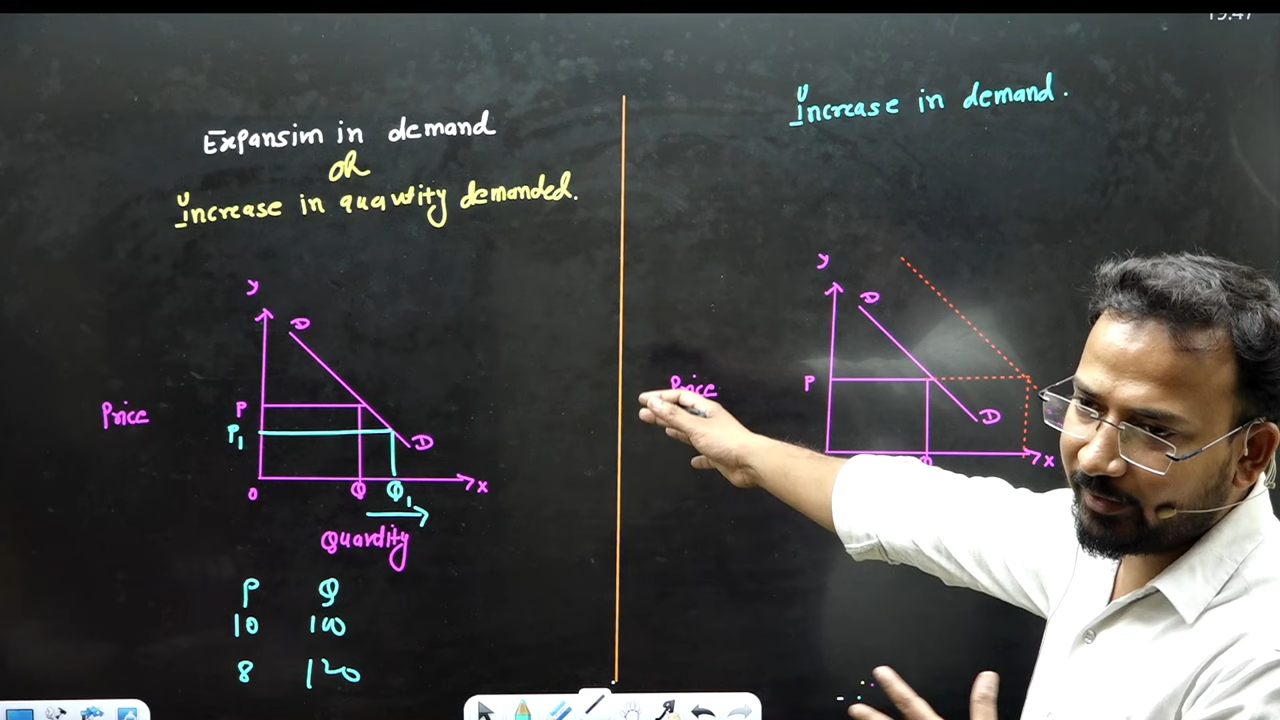 Expansion in demand
OR
Increase in quantity demanded.
y
D
Price
P
P1
D
O
Q
Q1
x
Quantity
P Q
10 100
8 120
Increase in demand.
y
D
Price
P
D
x